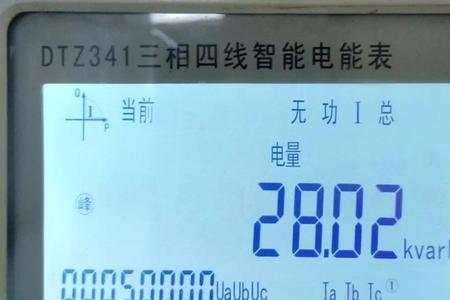 DTZ341三相四线智能电能表
Q
I
P
当前
无功 I 总
电量
峰
28.02
kvarh
00050000
UaUbUc
Ia Ib Ic①